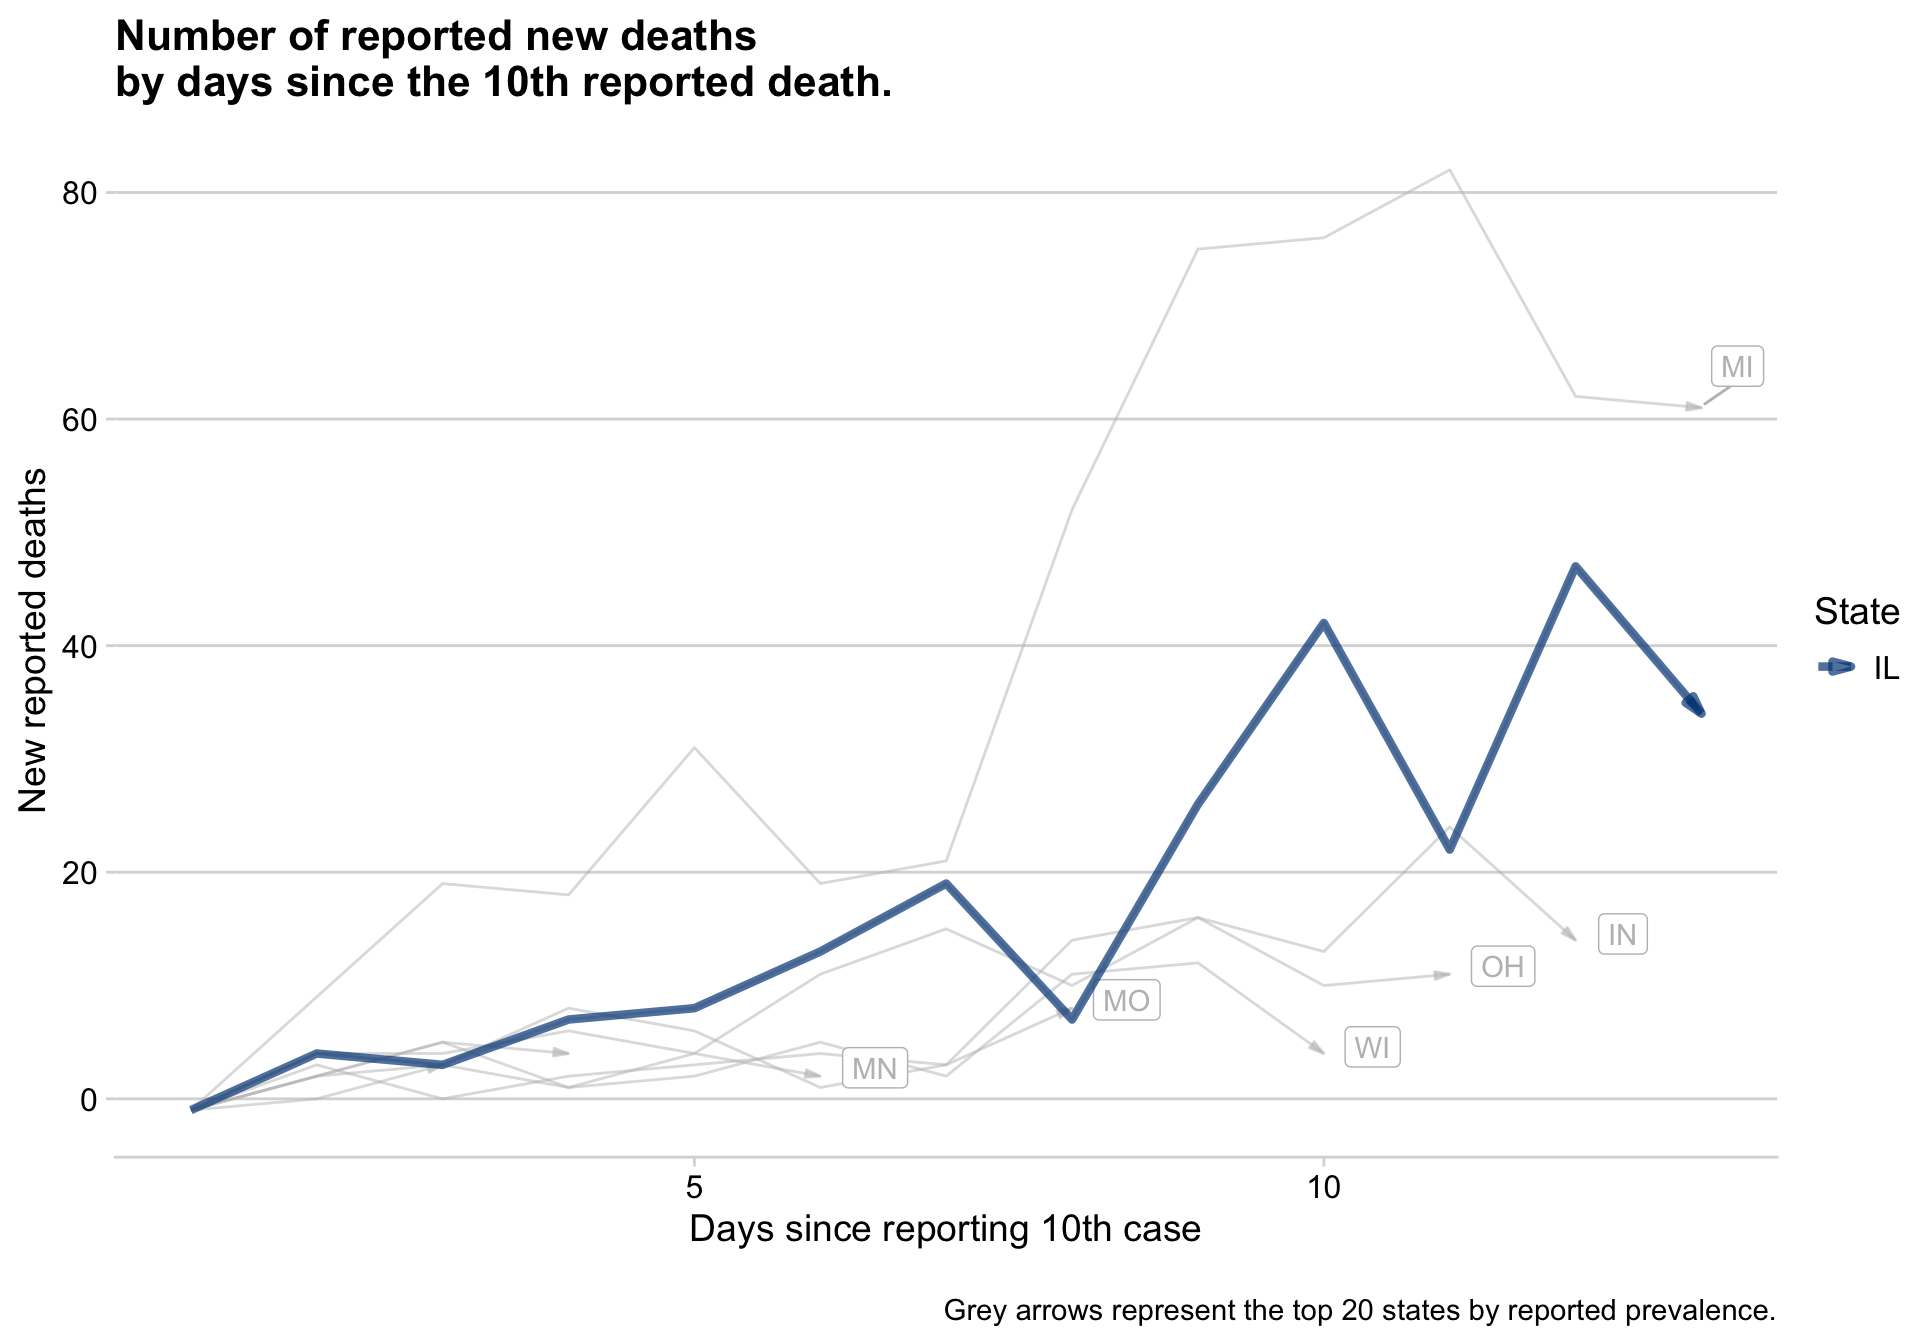 Number of reported new deaths
by days since the 10th reported death.
80
60
40
20
0
New reported deaths
MI
IN
OH
MO
WI
MN
State
IL
5
10
Days since reporting 10th case
Grey arrows represent the top 20 states by reported prevalence.